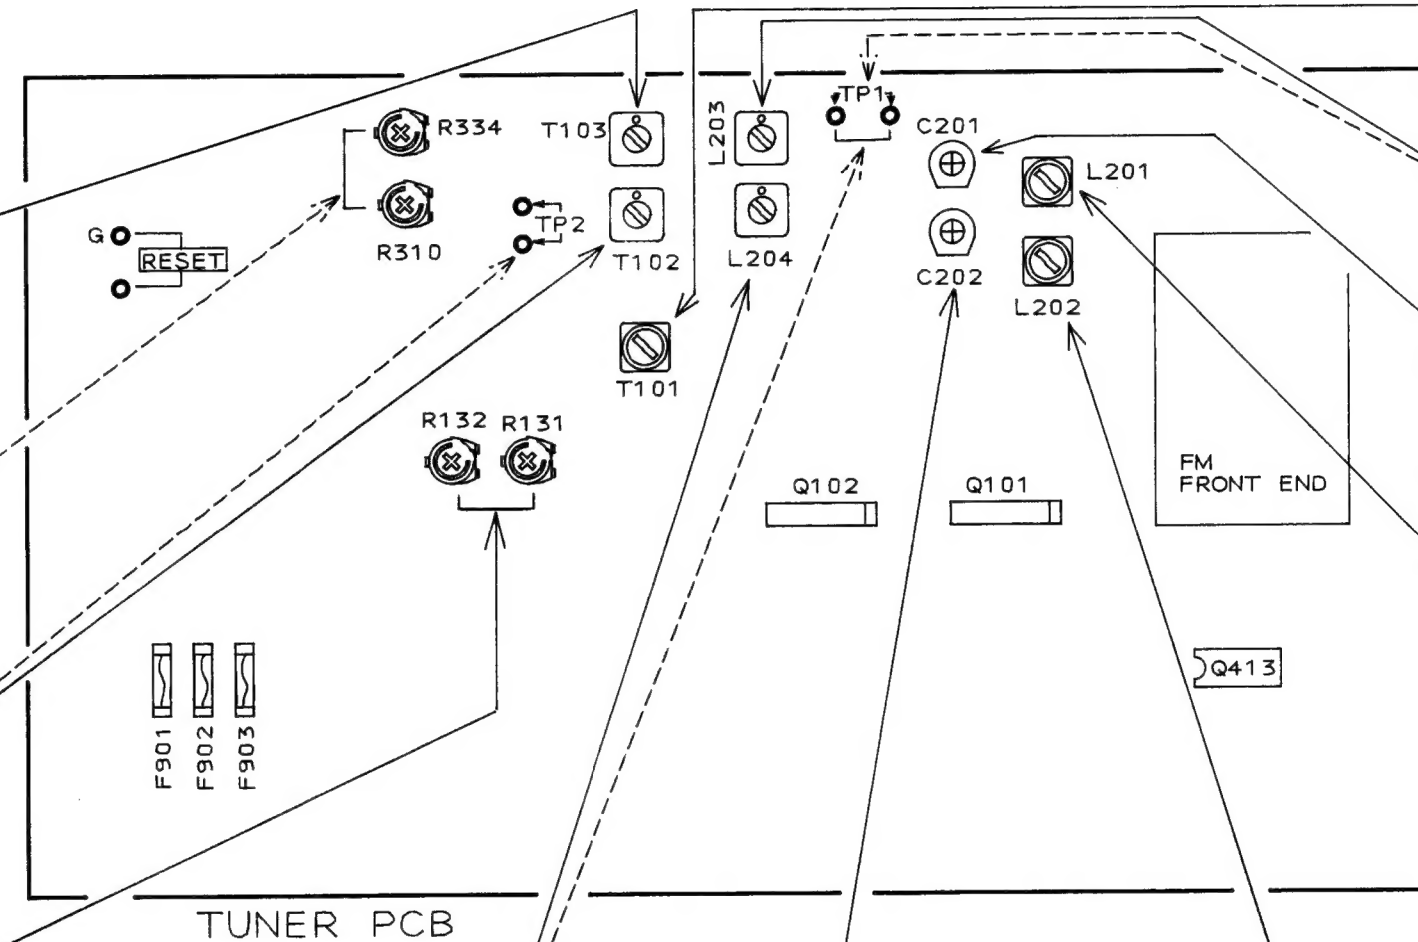 TP1
R334
T103
L203
C201
L201
G
RESET
R310
TP2
T102
L204
C202
L202
T101
R132
R131
FM
FRONT END
Q102
Q101
Q413
F901
F902
F903
TUNER PCB